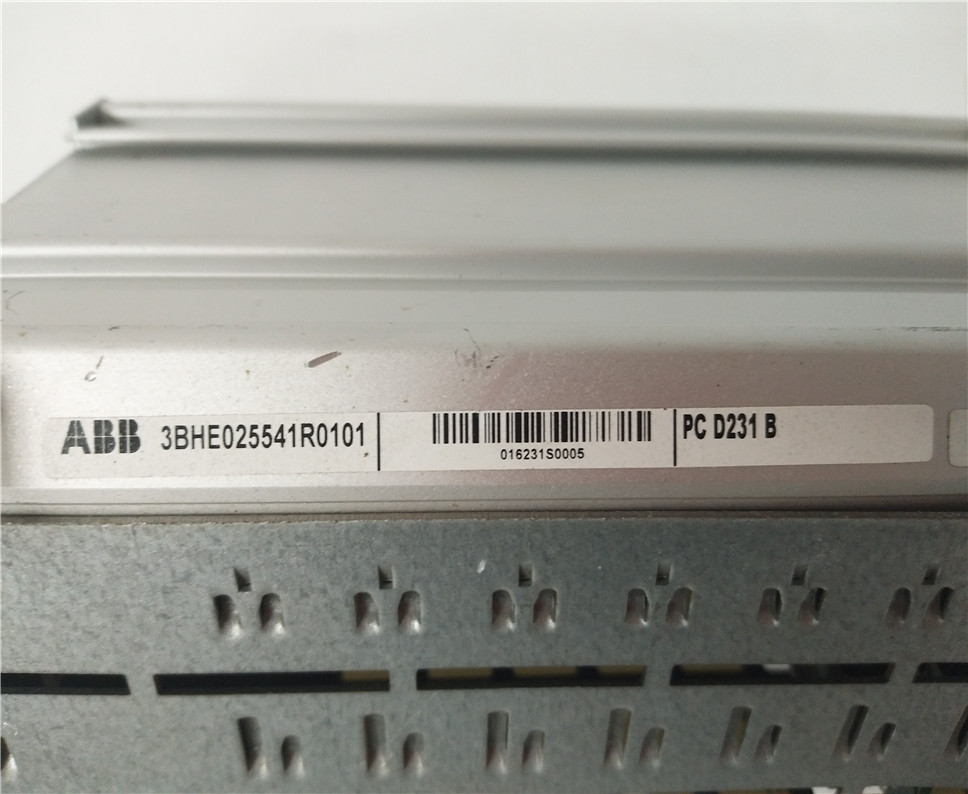 ABB 3BHE025541R0101
016231S0005
PC D231 B